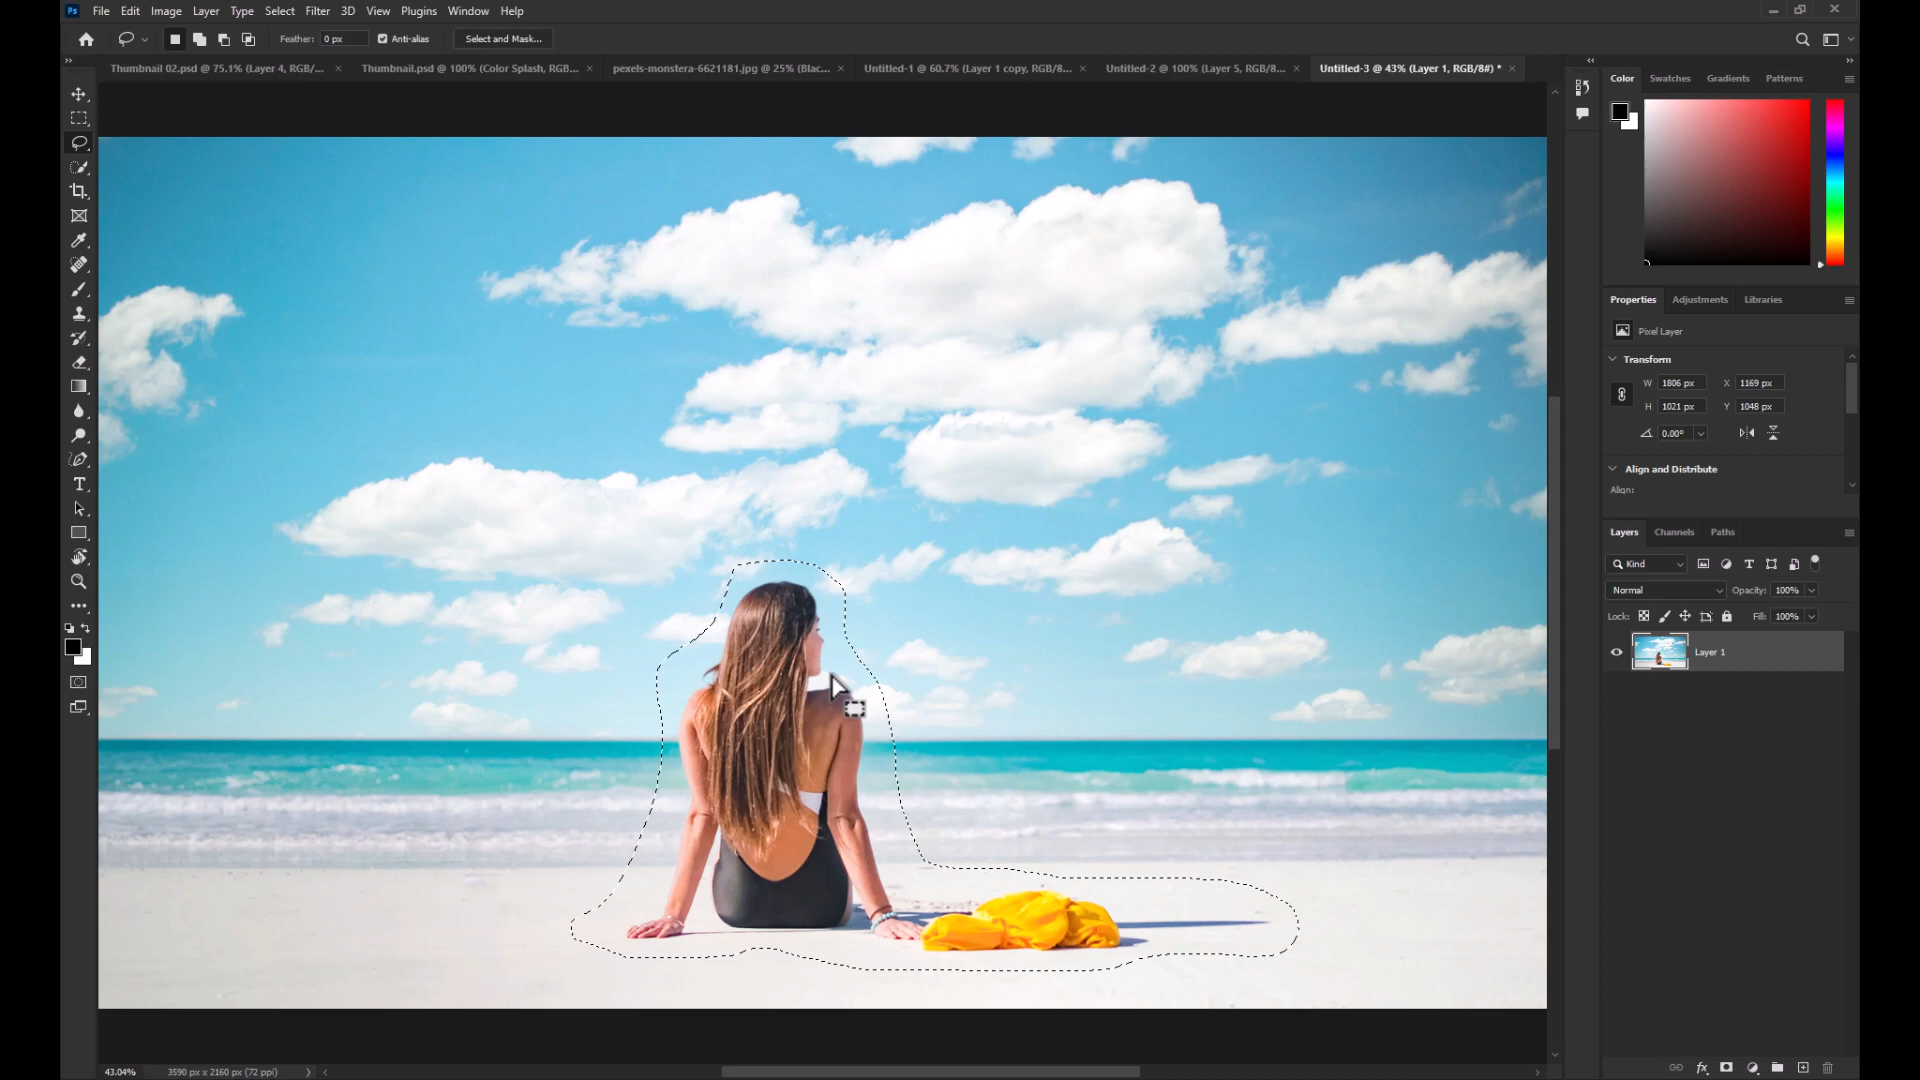 Ps File Edit Image Layer Type Select Filter 3D View Plugins Window Help
Feather: 0 px Anti-alias Select and Mask...
Thumbnail 02.psd @ 75.1% (Layer 4, RGB/... × Thumbnail.psd @ 100% (Color Splash, RGB... × pexels-monstera-6621181.jpg @ 25% (Blac... × Untitled-1 @ 60.7% (Layer 1 copy, RGB/8... × Untitled-2 @ 100% (Layer 5, RGB/8... × Untitled-3 @ 43% (Layer 1, RGB/8#) * ×
Color Swatches Gradients Patterns
Properties Adjustments Libraries
Pixel Layer
Transform
W 1806 px X 1169 px
H 1021 px Y 1048 px
0.00°
Align and Distribute
Align:
Layers Channels Paths
Kind
Normal Opacity: 100%
Lock: Fill: 100%
Layer 1
43.04% 3590 px x 2160 px (72 ppi)